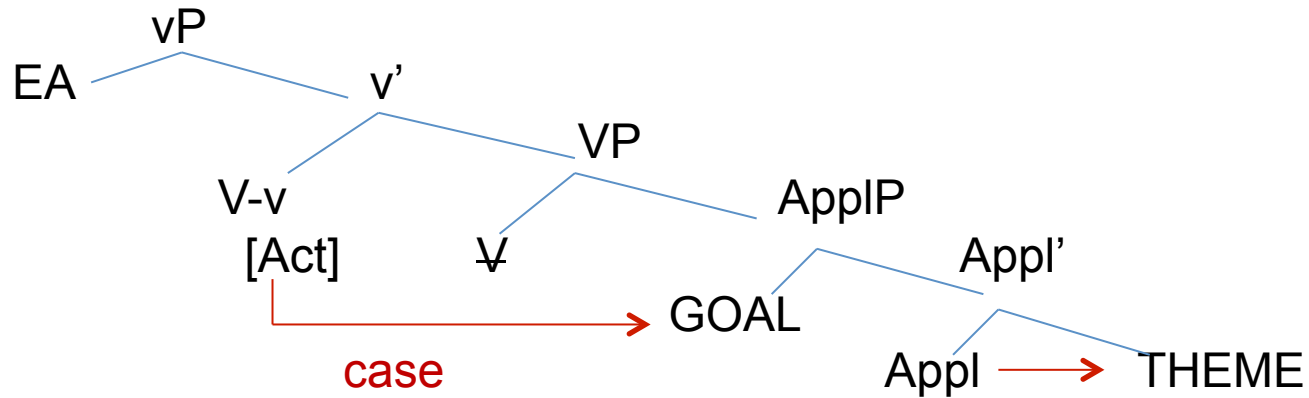 vP
EA
v’
VP
V-v
ApplP
[Act]
V
Appl’
GOAL
case
Appl
THEME